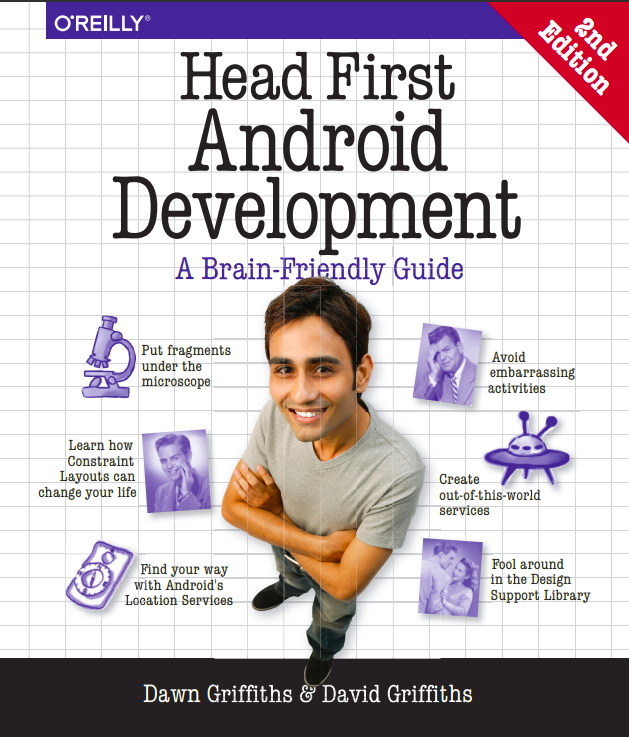 O'REILLY®
2nd
Edition
Head First
Android
Development
A Brain-Friendly Guide
Put fragments
under the
microscope
Avoid
embarrassing
activities
Learn how
Constraint
Layouts can
change your life
Create
out-of-this-world
services
Find your way
with Android's
Location Services
Fool around
in the Design
Support Library
Dawn Griffiths & David Griffiths